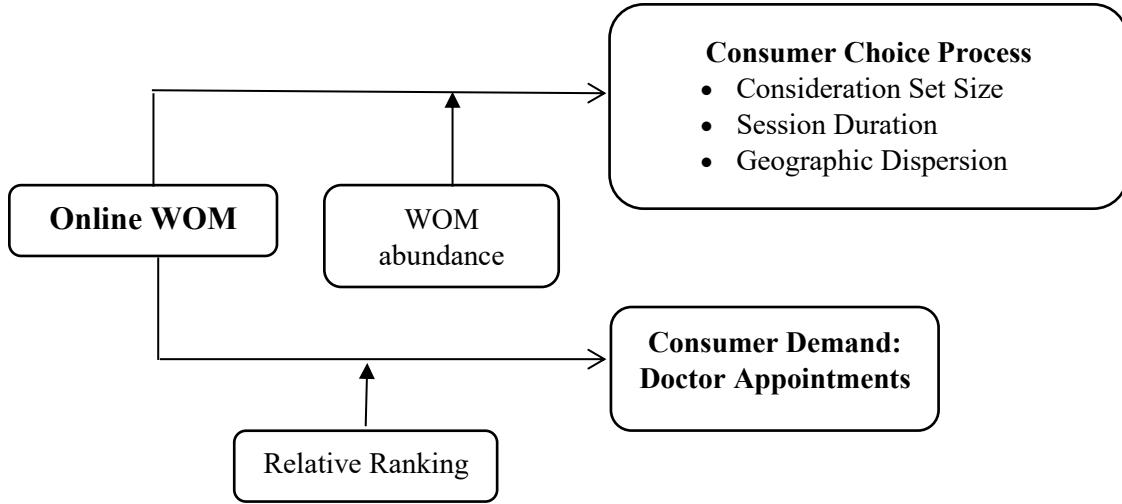 Consumer Choice Process
• Consideration Set Size
• Session Duration
• Geographic Dispersion
Online WOM
WOM
abundance
Consumer Demand:
Doctor Appointments
Relative Ranking